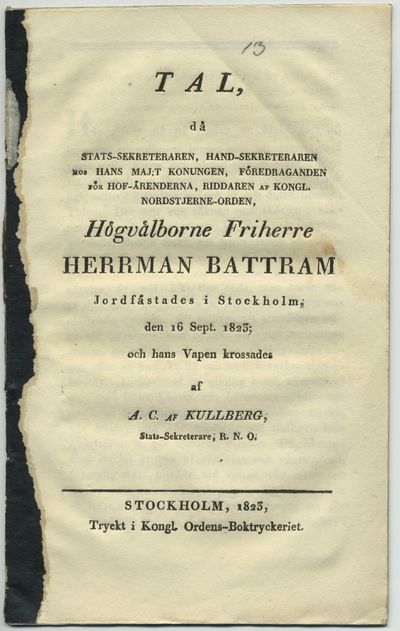 13
TAL,
då
STATS-SEKRETERAREN, HAND-SEKRETERAREN
HOS HANS MAJ:T KONUNGEN, FÖREDRAGANDEN
FÖR HOF-ÄRENDERNA, RIDDAREN AF KONGL.
NORDSTJERNE-ORDEN,
Högvälborne Friherre
HERRMAN BATTRAM
Jordfästades i Stockholm,
den 16 Sept. 1823;
och hans Vapen krossades
af
A. C. AF KULLBERG,
Stats-Sekreterare, R. N. O.
STOCKHOLM, 1823,
Tryckt i Kongl. Ordens-Boktryckeriet.